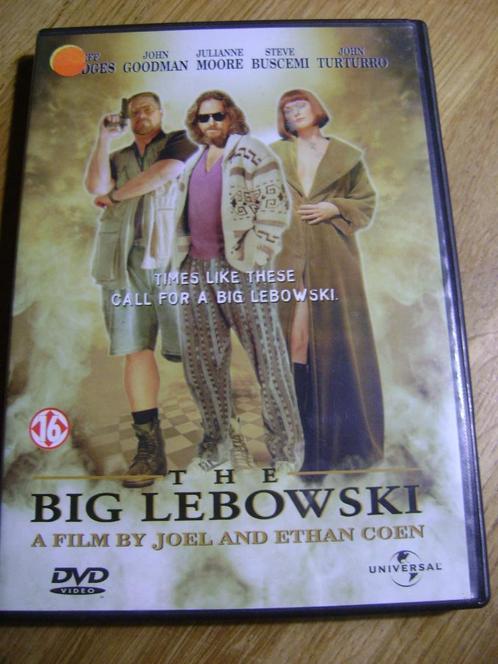 JOHN JULIANNE STEVE JOHN
GOODMAN MOORE BUSCEMI TURTURRO
TIMES LIKE THESE
CALL FOR A BIG LEBOWSKI.
16
THE
BIG LEBOWSKI
A FILM BY JOEL AND ETHAN COEN
DVD
VIDEO
UNIVERSAL